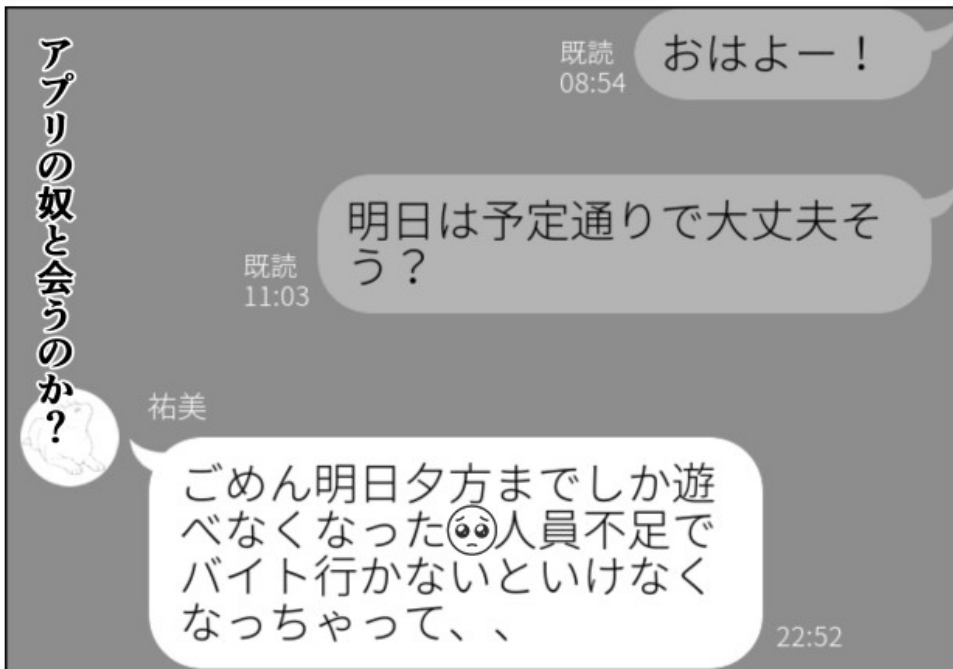 アプリの奴と会うのか？
おはよー！
既読
08:54
明日は予定通りで大丈夫そ
う？
既読
11:03
祐美
ごめん明日夕方までしか遊
べなくなった🥺人員不足で
バイト行かないといけなく
なっちゃって、、
22:52